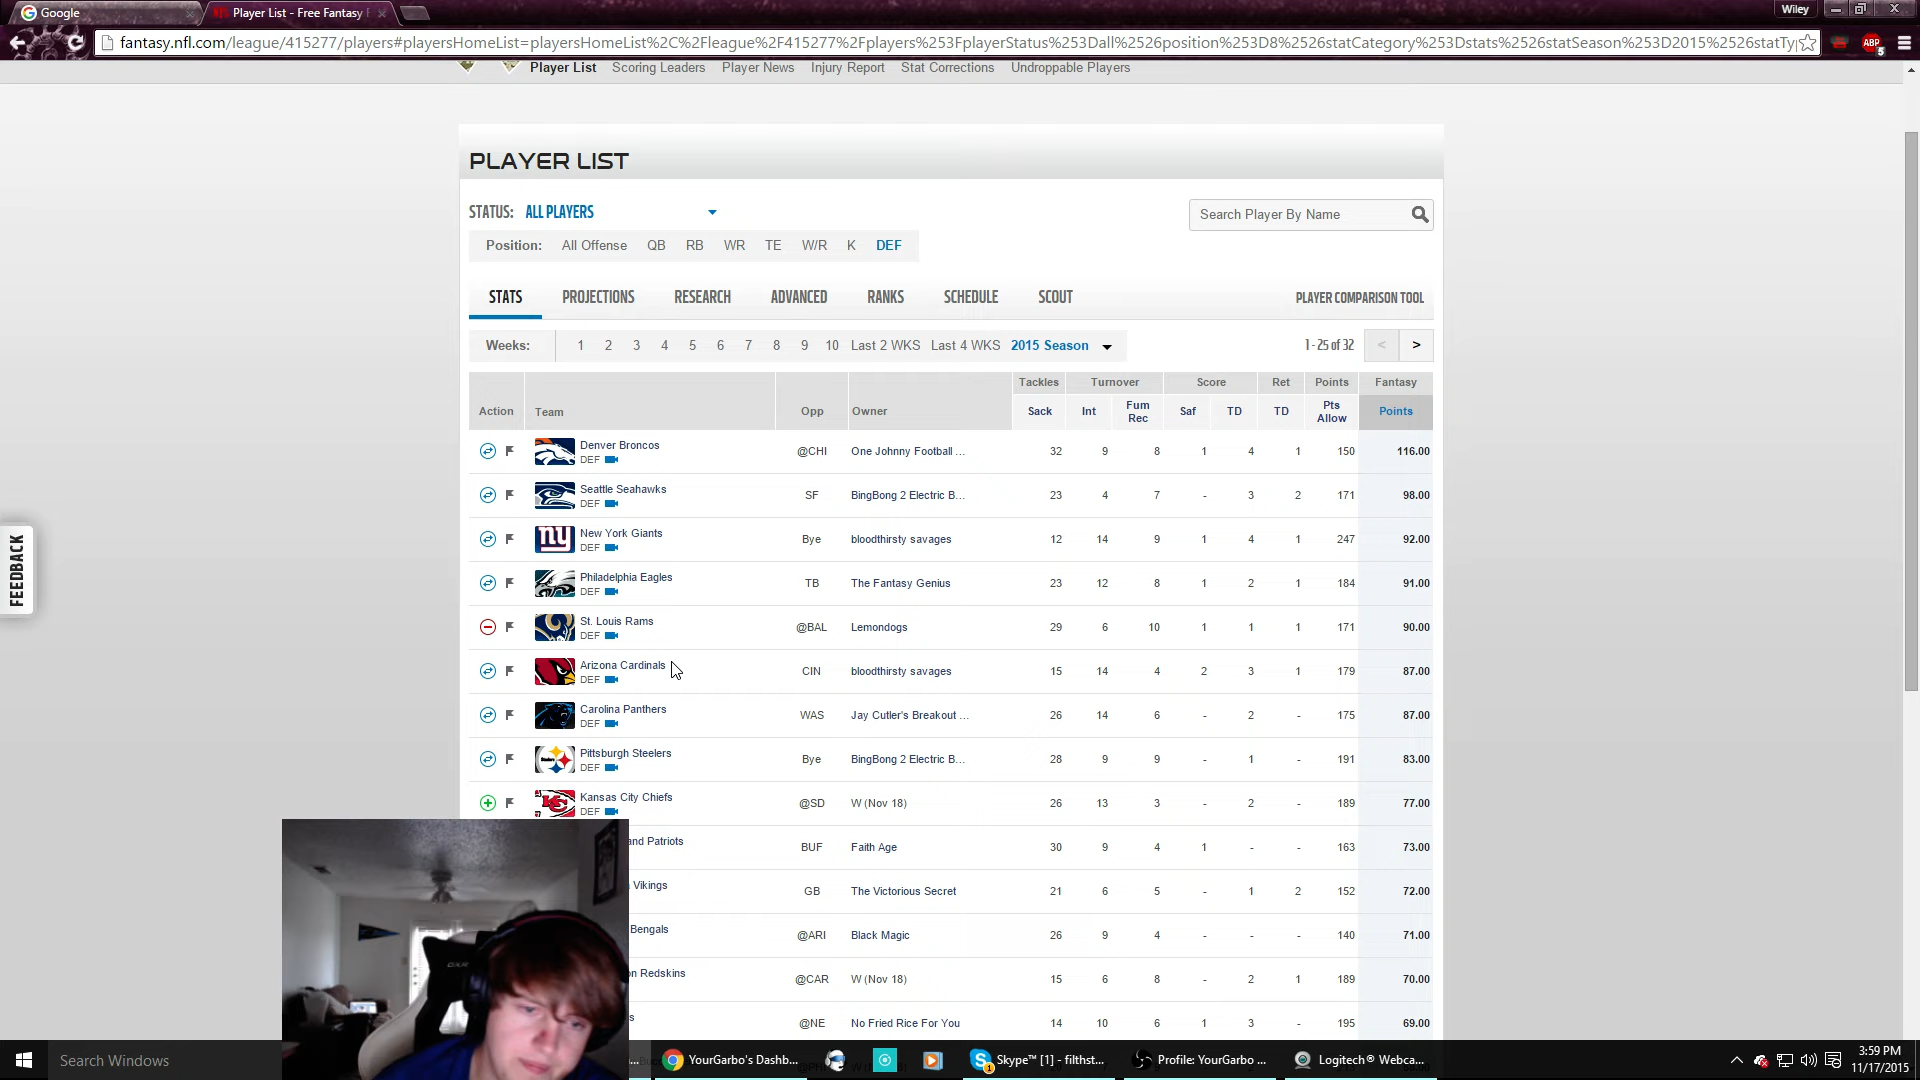 Google
Player List - Free Fantasy F
Wiley
fantasy.nfl.com/league/415277/players#playersHomeList=playersHomeList%2C%2Fleague%2F415277%2Fplayers%253FplayerStatus%253Dall%2526position%253D8%2526statCategory%253Dstats%2526statSeason%253D2015%2526statTy
ABP
5
Player List Scoring Leaders Player News Injury Report Stat Corrections Undroppable Players
PLAYER LIST
STATUS: ALL PLAYERS
Search Player By Name
Position: All Offense QB RB WR TE W/R K DEF
STATS PROJECTIONS RESEARCH ADVANCED RANKS SCHEDULE SCOUT PLAYER COMPARISON TOOL
Weeks: 1 2 3 4 5 6 7 8 9 10 Last 2 WKS Last 4 WKS 2015 Season 1 - 25 of 32 < >
Tackles Turnover Score Ret Points Fantasy
Action Team Opp Owner Sack Int Fum Rec Saf TD TD Pts Allow Points
Denver Broncos
DEF
@CHI One Johnny Football ... 32 9 8 1 4 1 150 116.00
Seattle Seahawks
DEF
SF BingBong 2 Electric B... 23 4 7 - 3 2 171 98.00
New York Giants
DEF
Bye bloodthirsty savages 12 14 9 1 4 1 247 92.00
Philadelphia Eagles
DEF
TB The Fantasy Genius 23 12 8 1 2 1 184 91.00
St. Louis Rams
DEF
@BAL Lemondogs 29 6 10 1 1 1 171 90.00
Arizona Cardinals
DEF
CIN bloodthirsty savages 15 14 4 2 3 1 179 87.00
Carolina Panthers
DEF
WAS Jay Cutler's Breakout ... 26 14 6 - 2 - 175 87.00
Pittsburgh Steelers
DEF
Bye BingBong 2 Electric B... 28 9 9 - 1 - 191 83.00
Kansas City Chiefs
DEF
@SD W (Nov 18) 26 13 3 - 2 - 189 77.00
and Patriots
BUF Faith Age 30 9 4 1 - - 163 73.00
Vikings
GB The Victorious Secret 21 6 5 - 1 2 152 72.00
Bengals
@ARI Black Magic 26 9 4 - - - 140 71.00
on Redskins
@CAR W (Nov 18) 15 6 8 - 2 1 189 70.00
s
@NE No Fried Rice For You 14 10 6 1 3 - 195 69.00
FEEDBACK
Search Windows
YourGarbo's Dashb...
Skype™ [1] - filthst...
Profile: YourGarbo ...
Logitech® Webca...
3:59 PM
11/17/2015